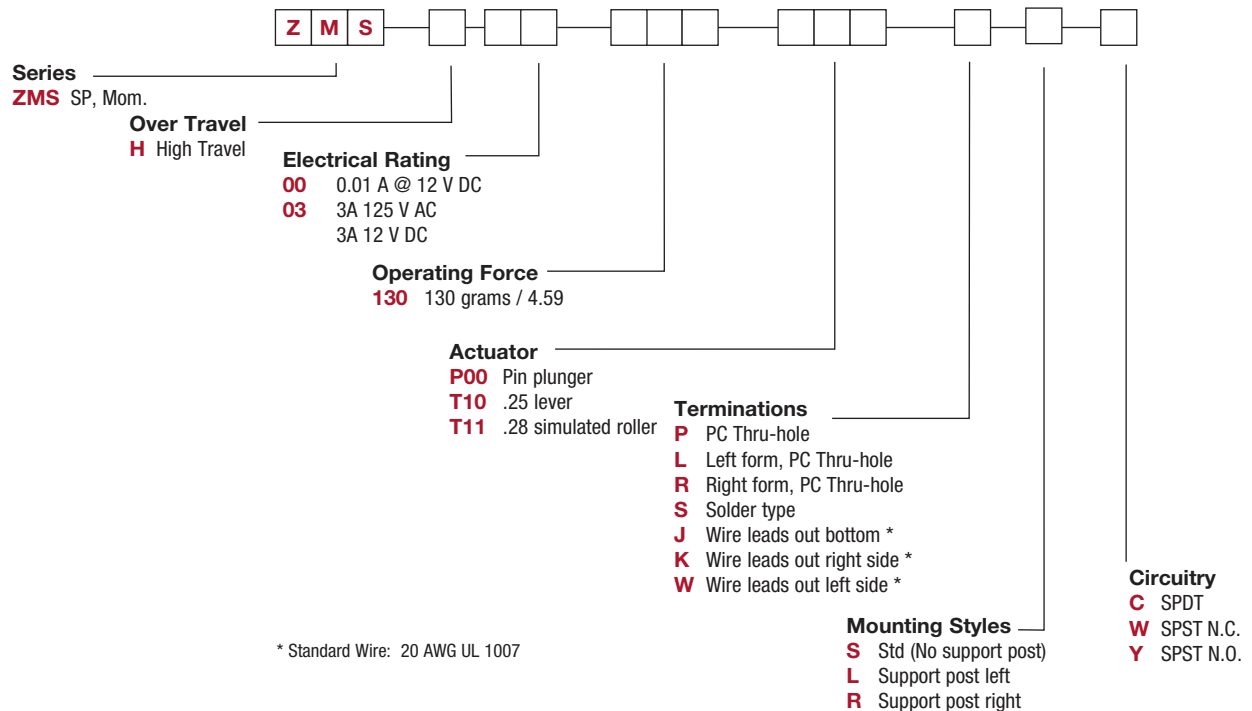 Z M S
Series
ZMS SP, Mom.
Over Travel
H High Travel
Electrical Rating
00 0.01 A @ 12 V DC
03 3A 125 V AC
3A 12 V DC
Operating Force
130 130 grams / 4.59
Actuator
P00 Pin plunger
T10 .25 lever
T11 .28 simulated roller
Terminations
P PC Thru-hole
L Left form, PC Thru-hole
R Right form, PC Thru-hole
S Solder type
J Wire leads out bottom *
K Wire leads out right side *
W Wire leads out left side *
Mounting Styles
S Std (No support post)
L Support post left
R Support post right
Circuitry
C SPDT
W SPST N.C.
Y SPST N.O.
* Standard Wire: 20 AWG UL 1007